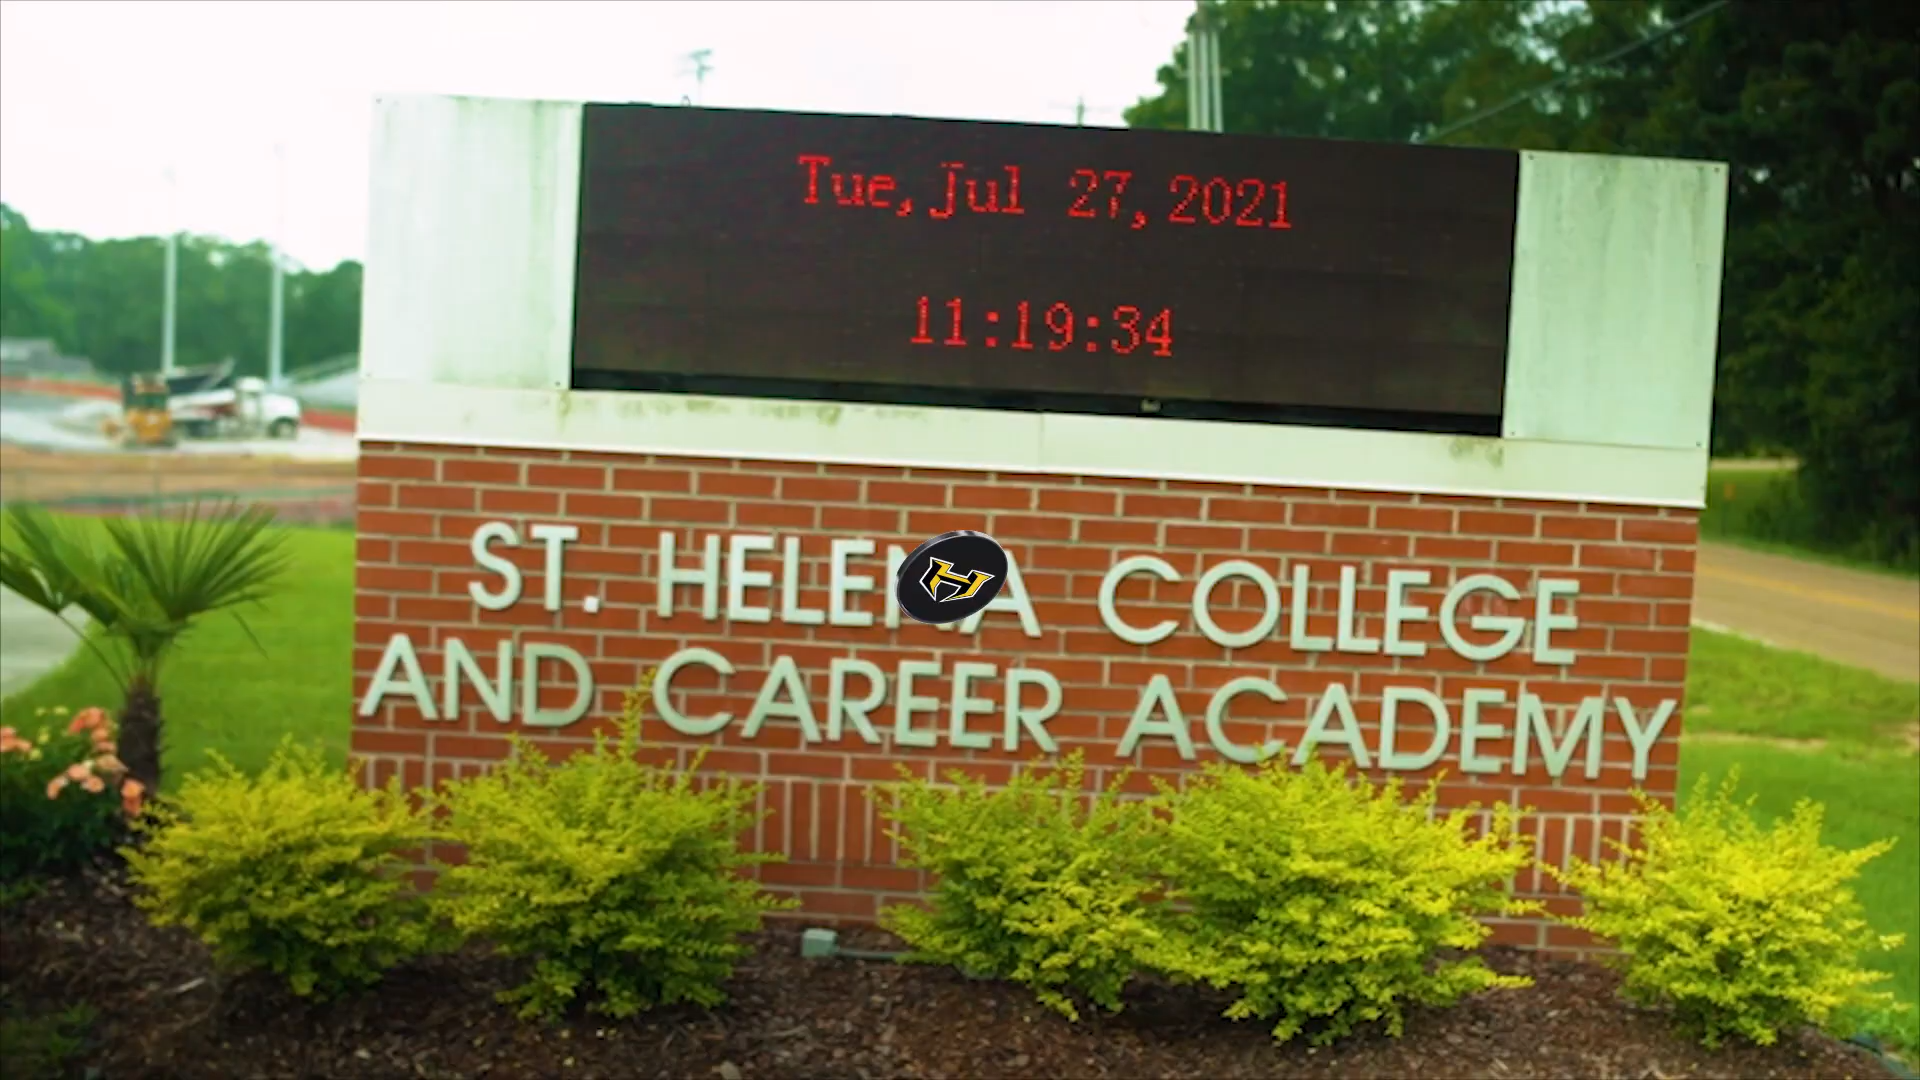 Tue, Jul 27, 2021
11:19:34
ST. HELENA COLLEGE
AND CAREER ACADEMY
H